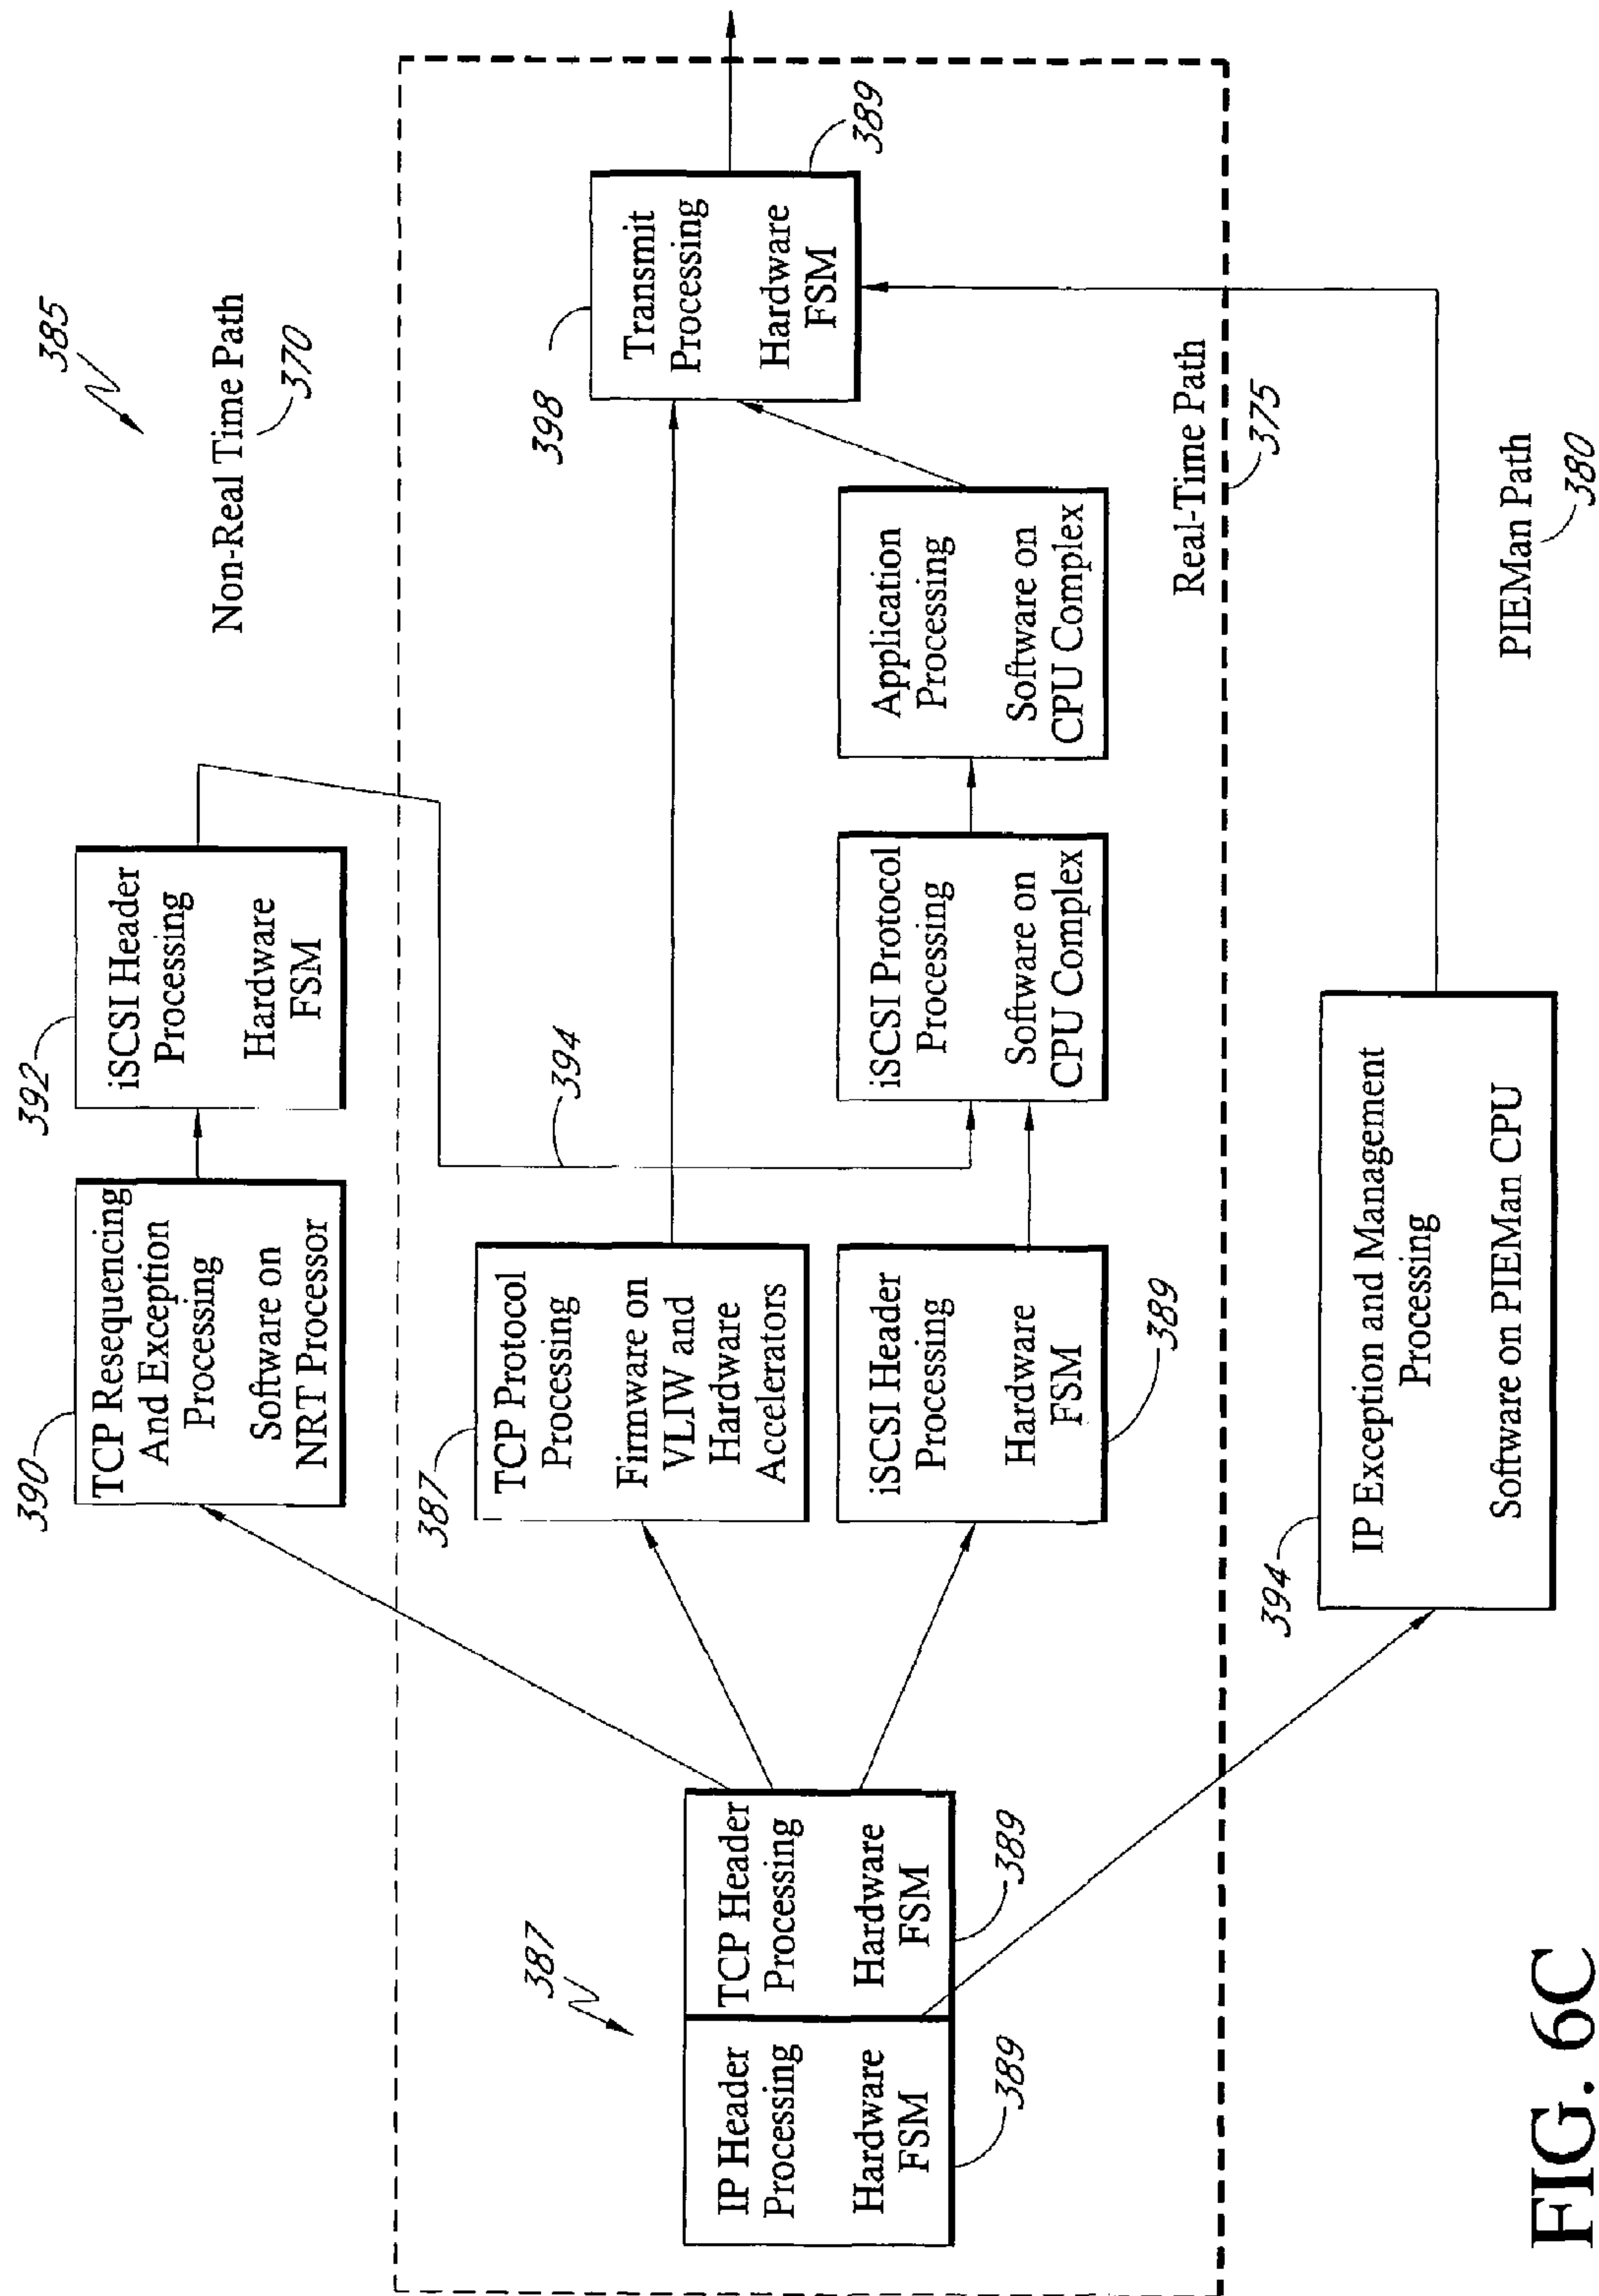 385
Non-Real Time Path
370
390
TCP Resequencing
And Exception
Processing
Software on
NRT Processor
392
iSCSI Header
Processing
Hardware
FSM
394
387
IP Header
Processing
Hardware
FSM
389
TCP Header
Processing
Hardware
FSM
389
387
TCP Protocol
Processing
Firmware on
VLIW and
Hardware
Accelerators
iSCSI Header
Processing
Hardware
FSM
389
iSCSI Protocol
Processing
Software on
CPU Complex
Application
Processing
Software on
CPU Complex
398
Transmit
Processing
Hardware
FSM
389
Real-Time Path
375
394
IP Exception and Management
Processing
Software on PIEMan CPU
PIEMan Path
380
FIG. 6C